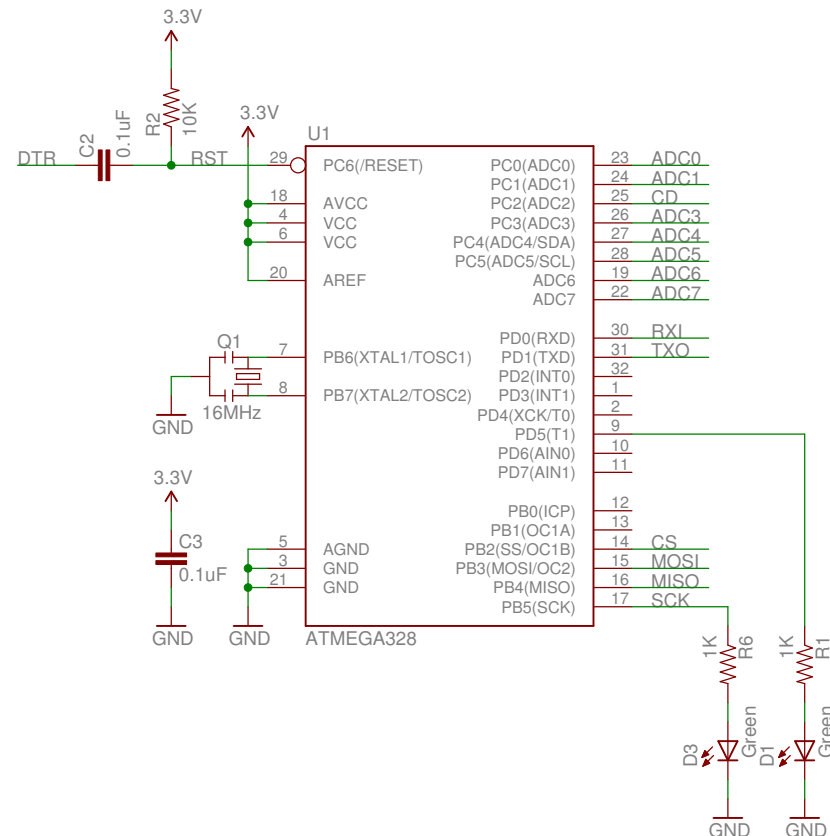 3.3V
R2
10K
3.3V
C2
0.1uF
DTR
RST
U1
29
PC6(/RESET)
18
AVCC
4
VCC
6
VCC
20
AREF
Q1
7
PB6(XTAL1/TOSC1)
8
PB7(XTAL2/TOSC2)
16MHz
GND
3.3V
C3
0.1uF
GND
5
AGND
3
GND
21
GND
GND
ATMEGA328
PC0(ADC0)
23
ADC0
PC1(ADC1)
24
ADC1
PC2(ADC2)
25
CD
PC3(ADC3)
26
ADC3
PC4(ADC4/SDA)
27
ADC4
PC5(ADC5/SCL)
28
ADC5
ADC6
19
ADC6
ADC7
22
ADC7
PD0(RXD)
30
RXI
PD1(TXD)
31
TXO
PD2(INT0)
32
PD3(INT1)
1
PD4(XCK/T0)
2
PD5(T1)
9
PD6(AIN0)
10
PD7(AIN1)
11
PB0(ICP)
12
PB1(OC1A)
13
PB2(SS/OC1B)
14
CS
PB3(MOSI/OC2)
15
MOSI
PB4(MISO)
16
MISO
PB5(SCK)
17
SCK
1K
R6
1K
R1
D3
Green
D1
Green
GND
GND